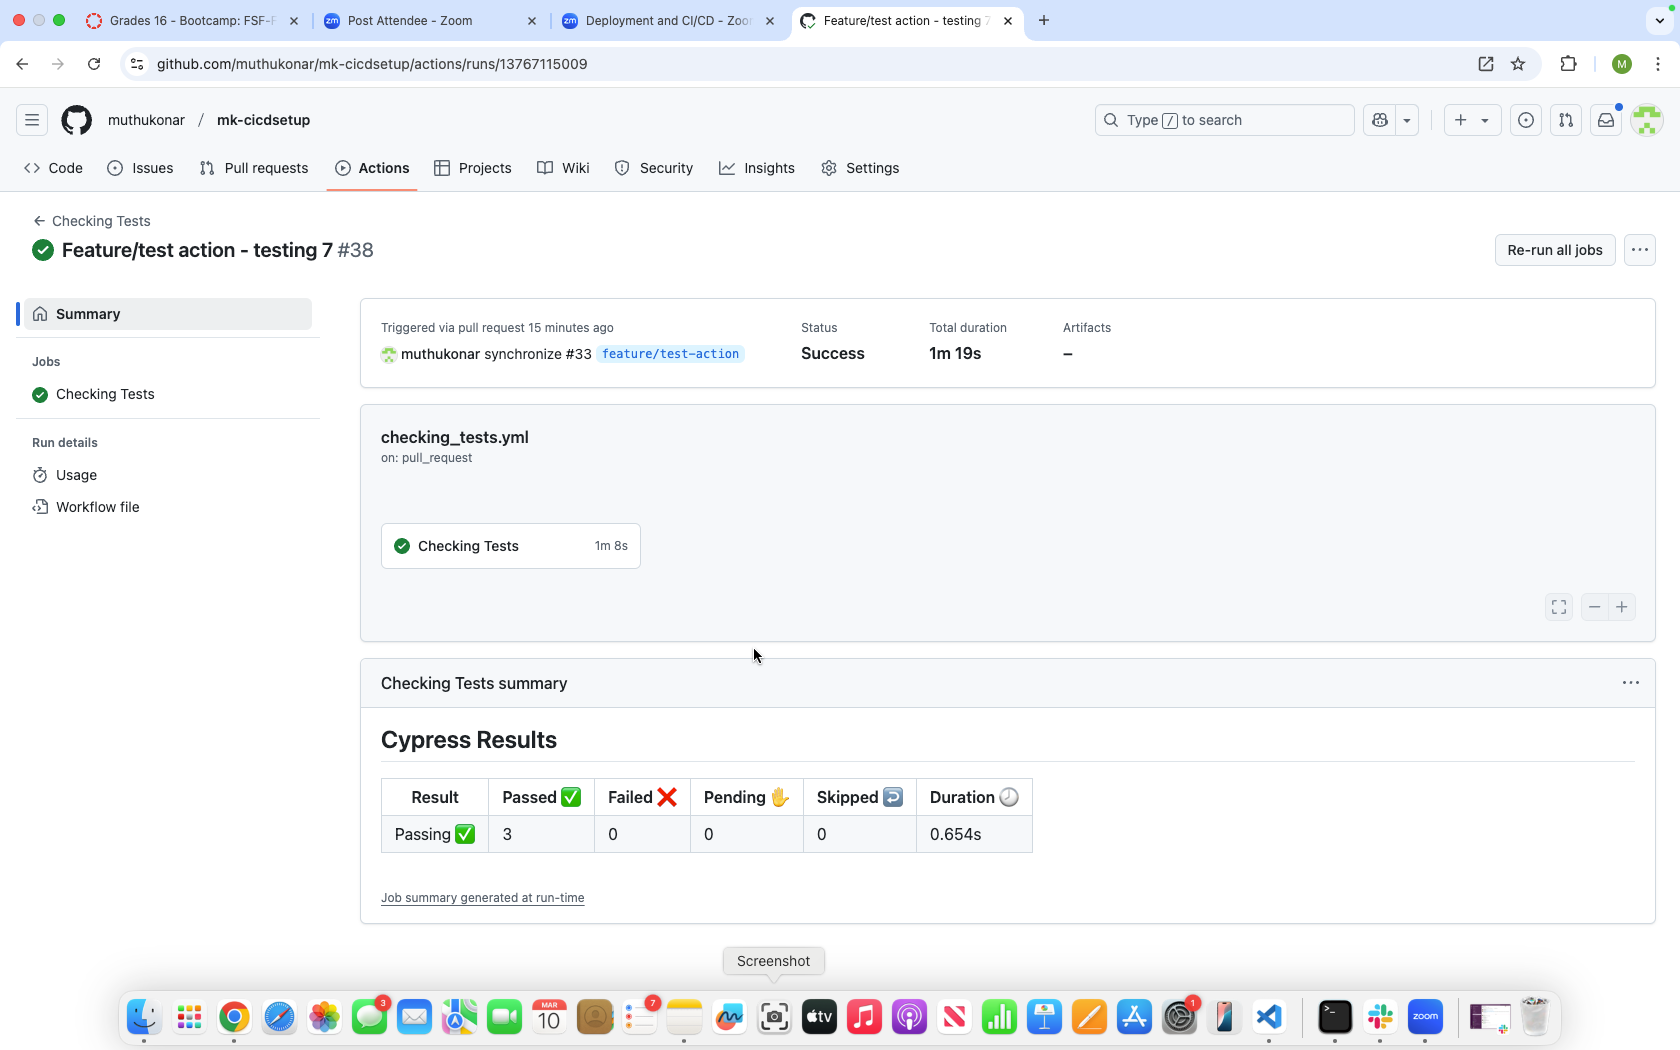 Grades 16 - Bootcamp: FSF-F
Post Attendee - Zoom
Deployment and CI/CD - Zoo
Feature/test action - testing 7
github.com/muthukonar/mk-cicdsetup/actions/runs/13767115009
M
muthukonar / mk-cicdsetup
Type / to search
Code
Issues
Pull requests
Actions
Projects
Wiki
Security
Insights
Settings
Checking Tests
Feature/test action - testing 7 #38
Re-run all jobs
Summary
Jobs
Checking Tests
Run details
Usage
Workflow file
Triggered via pull request 15 minutes ago
muthukonar synchronize #33 feature/test-action
Status
Success
Total duration
1m 19s
Artifacts
–
checking_tests.yml
on: pull_request
Checking Tests 1m 8s
Checking Tests summary
Cypress Results
Result Passed ✅ Failed ❌ Pending ✋ Skipped ↩️ Duration 🕗
Passing ✅ 3 0 0 0 0.654s
Job summary generated at run-time
Screenshot
3
MAR
10
7
tv
1
zoom